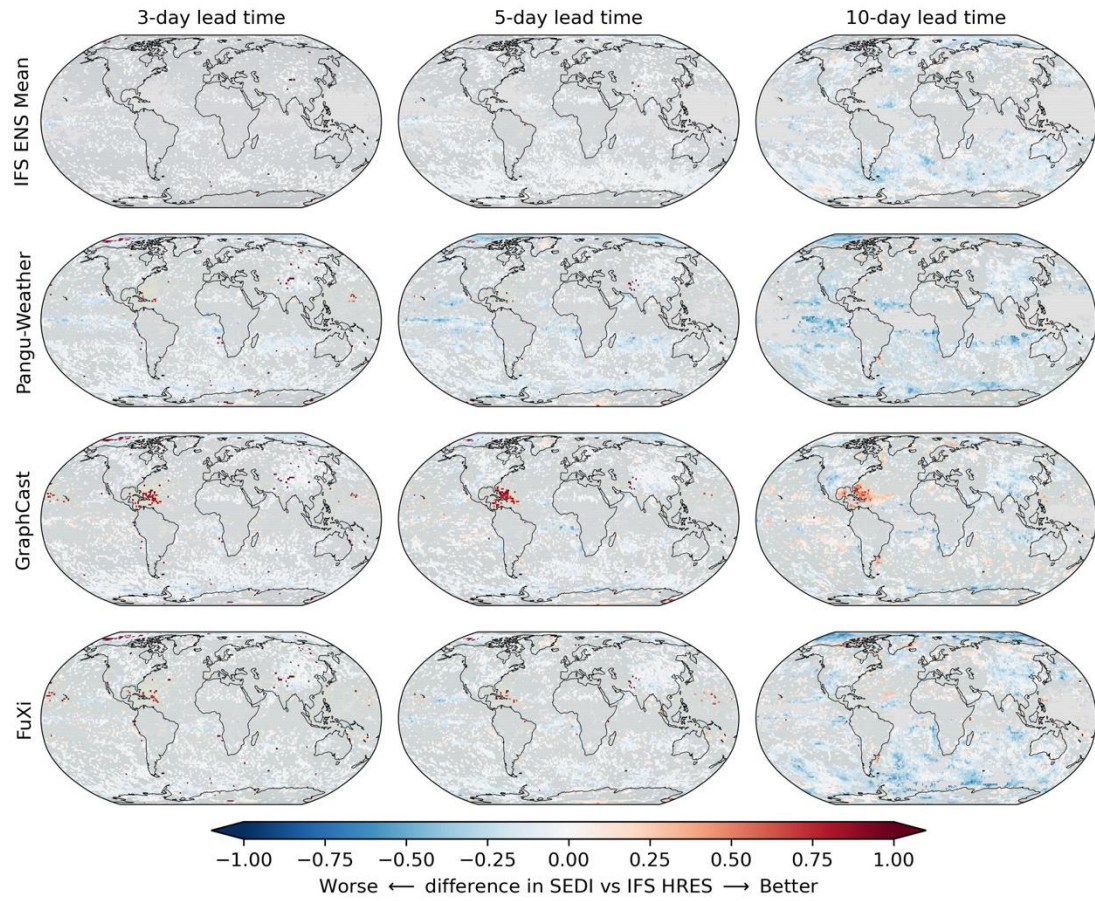 3-day lead time 5-day lead time 10-day lead time
IFS ENS Mean
Pangu-Weather
GraphCast
FuXi
−1.00 −0.75 −0.50 −0.25 0.00 0.25 0.50 0.75 1.00
Worse ← difference in SEDI vs IFS HRES → Better